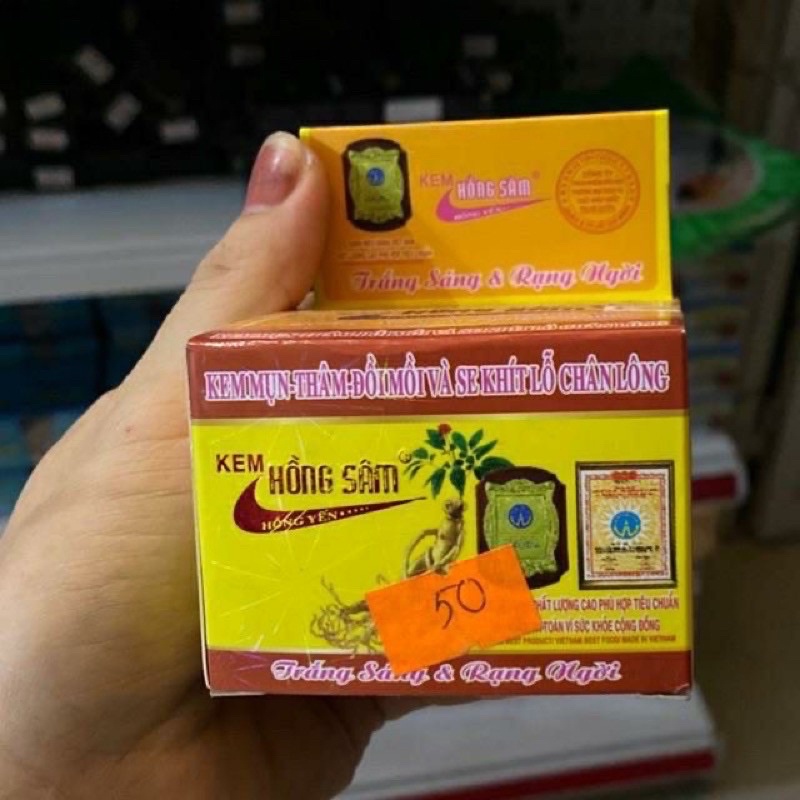 KEM HỒNG SÂM®
HỒNG YẾN
Trắng Sáng & Rạng Ngời
KEM MỤN-THÂM-ĐỒI MỒI VÀ SE KHÍT LỖ CHÂN LÔNG
KEM HỒNG SÂM®
HỒNG YẾN.....
50
CHẤT LƯỢNG CAO PHÙ HỢP TIÊU CHUẨN
TOÀN VÌ SỨC KHỎE CỘNG ĐỒNG
BEST PRODUCT VIETNAM BEST FOOD MADE IN VIETNAM
Trắng Sáng & Rạng Ngời